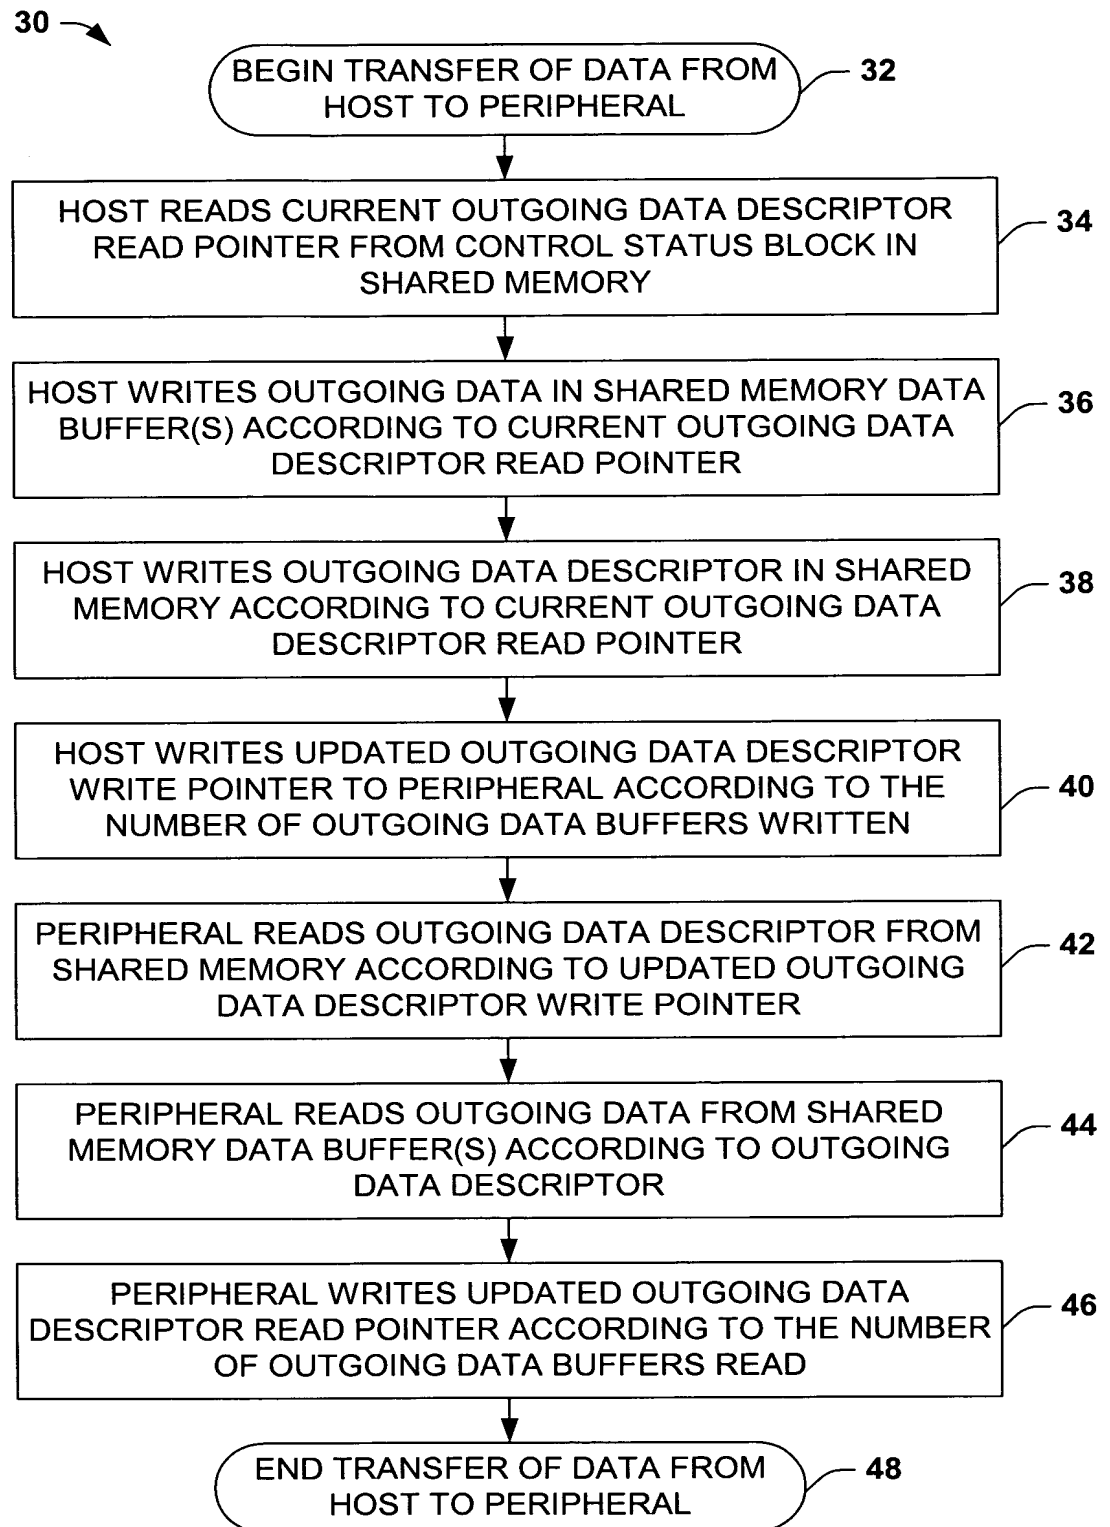 30
BEGIN TRANSFER OF DATA FROM
HOST TO PERIPHERAL
32
HOST READS CURRENT OUTGOING DATA DESCRIPTOR
READ POINTER FROM CONTROL STATUS BLOCK IN
SHARED MEMORY
34
HOST WRITES OUTGOING DATA IN SHARED MEMORY DATA
BUFFER(S) ACCORDING TO CURRENT OUTGOING DATA
DESCRIPTOR READ POINTER
36
HOST WRITES OUTGOING DATA DESCRIPTOR IN SHARED
MEMORY ACCORDING TO CURRENT OUTGOING DATA
DESCRIPTOR READ POINTER
38
HOST WRITES UPDATED OUTGOING DATA DESCRIPTOR
WRITE POINTER TO PERIPHERAL ACCORDING TO THE
NUMBER OF OUTGOING DATA BUFFERS WRITTEN
40
PERIPHERAL READS OUTGOING DATA DESCRIPTOR FROM
SHARED MEMORY ACCORDING TO UPDATED OUTGOING
DATA DESCRIPTOR WRITE POINTER
42
PERIPHERAL READS OUTGOING DATA FROM SHARED
MEMORY DATA BUFFER(S) ACCORDING TO OUTGOING
DATA DESCRIPTOR
44
PERIPHERAL WRITES UPDATED OUTGOING DATA
DESCRIPTOR READ POINTER ACCORDING TO THE NUMBER
OF OUTGOING DATA BUFFERS READ
46
END TRANSFER OF DATA FROM
HOST TO PERIPHERAL
48